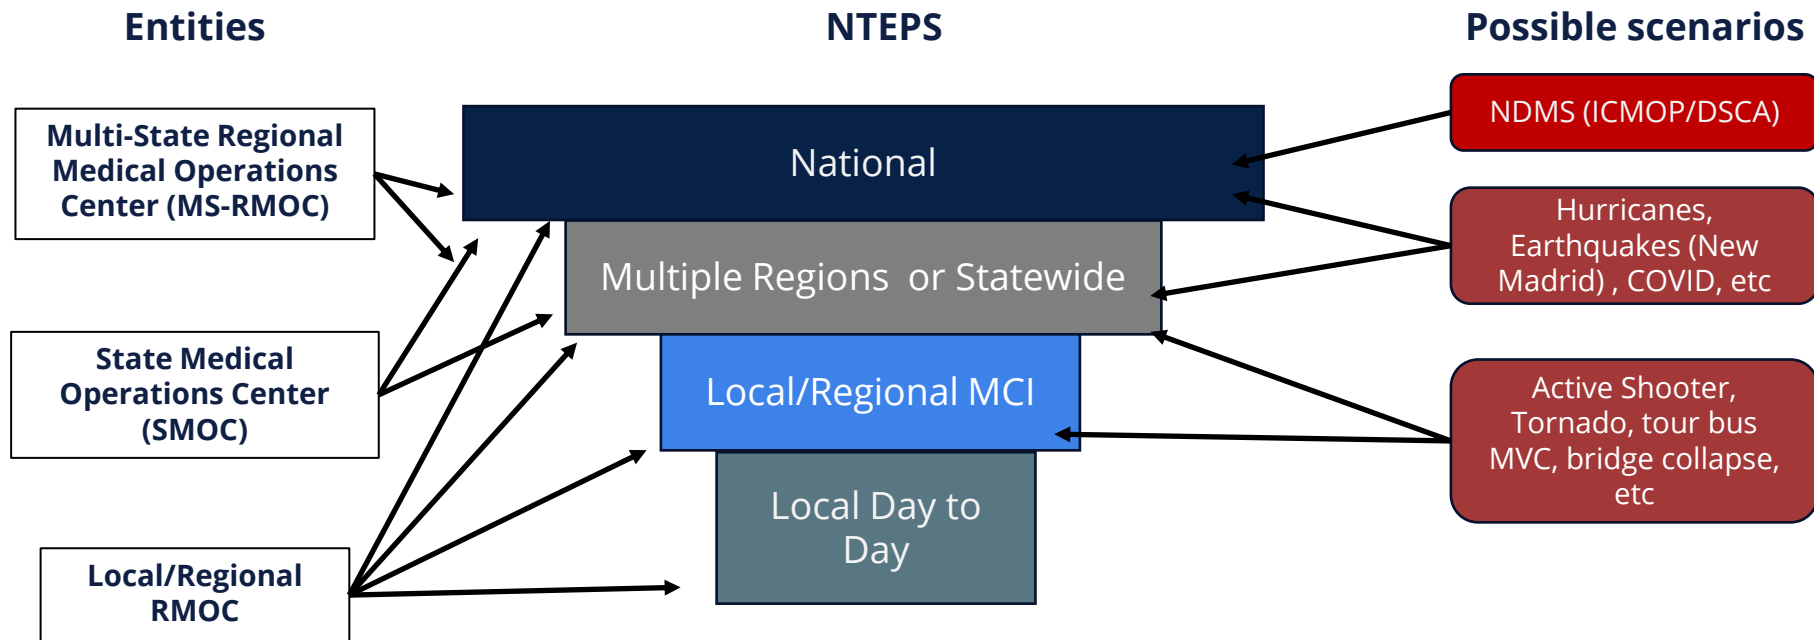 Entities
NTEPS
Possible scenarios
Multi-State Regional
Medical Operations
Center (MS-RMOC)
State Medical
Operations Center
(SMOC)
Local/Regional
RMOC
National
Multiple Regions  or Statewide
Local/Regional MCI
Local Day to
Day
NDMS (ICMOP/DSCA)
Hurricanes,
Earthquakes (New
Madrid) , COVID, etc
Active Shooter,
Tornado, tour bus
MVC, bridge collapse,
etc